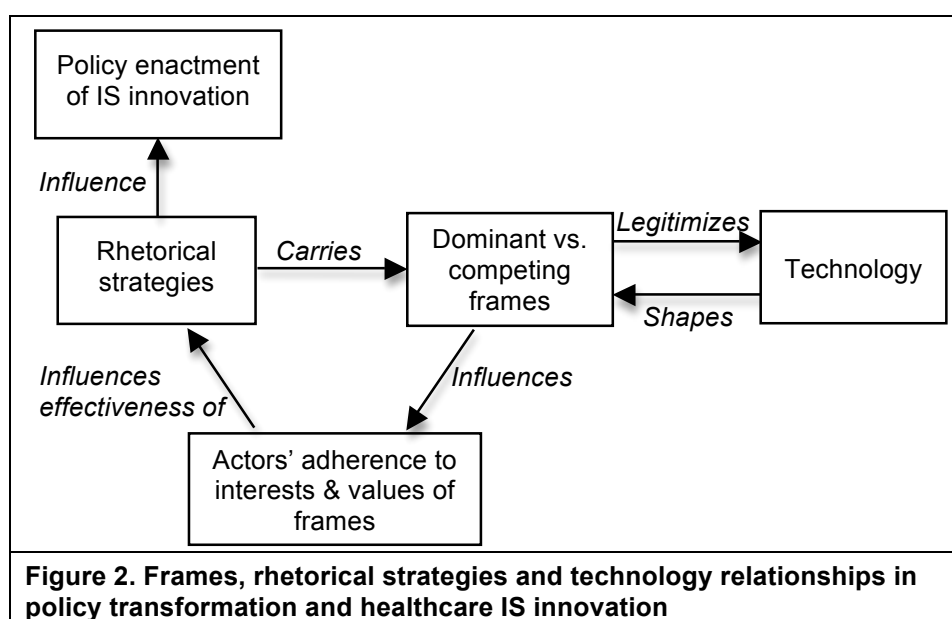 Policy enactment
of IS innovation
Influence
Rhetorical
strategies
Carries
Dominant vs.
competing
frames
Legitimizes
Shapes
Technology
Influences
effectiveness of
Influences
Actors' adherence to
interests & values of
frames
Figure 2. Frames, rhetorical strategies and technology relationships in
policy transformation and healthcare IS innovation